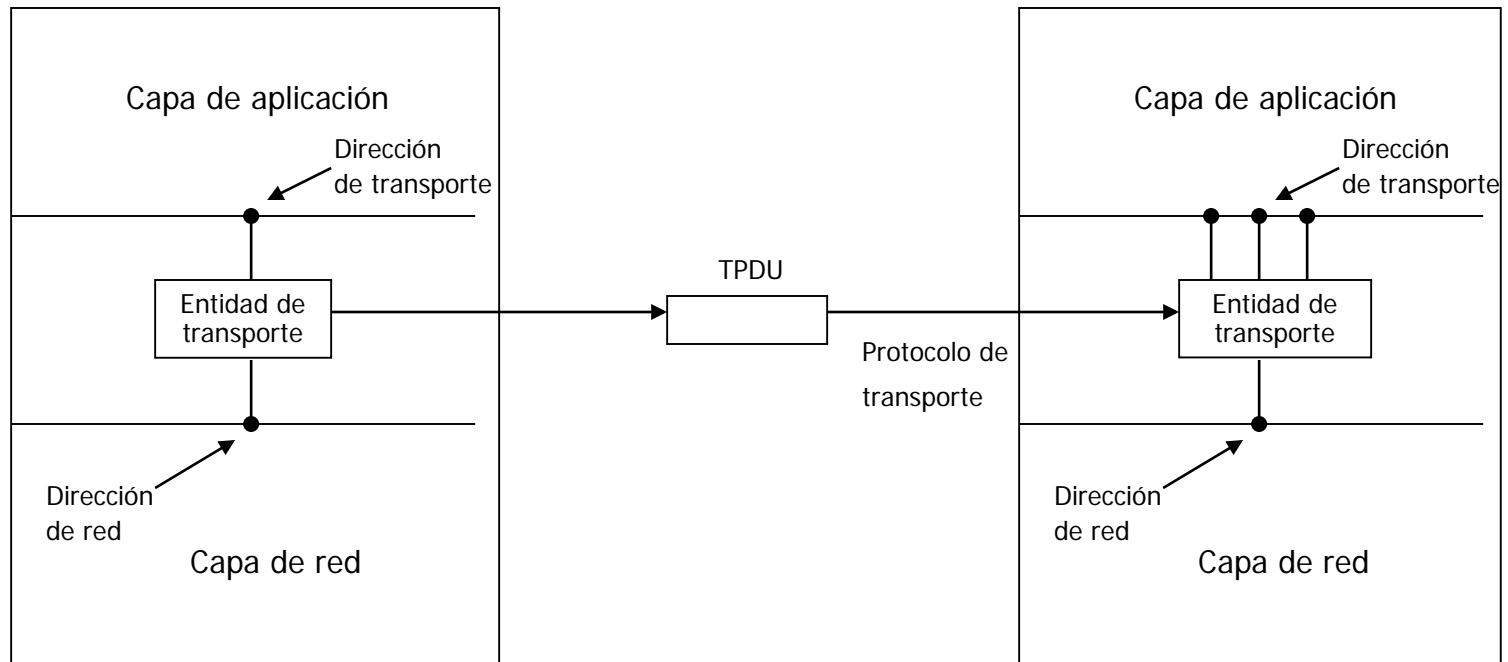 Capa de aplicación
Dirección
de transporte
Entidad de
transporte
Dirección
de red
Capa de red
TPDU
Protocolo de
transporte
Capa de aplicación
Dirección
de transporte
Entidad de
transporte
Dirección
de red
Capa de red